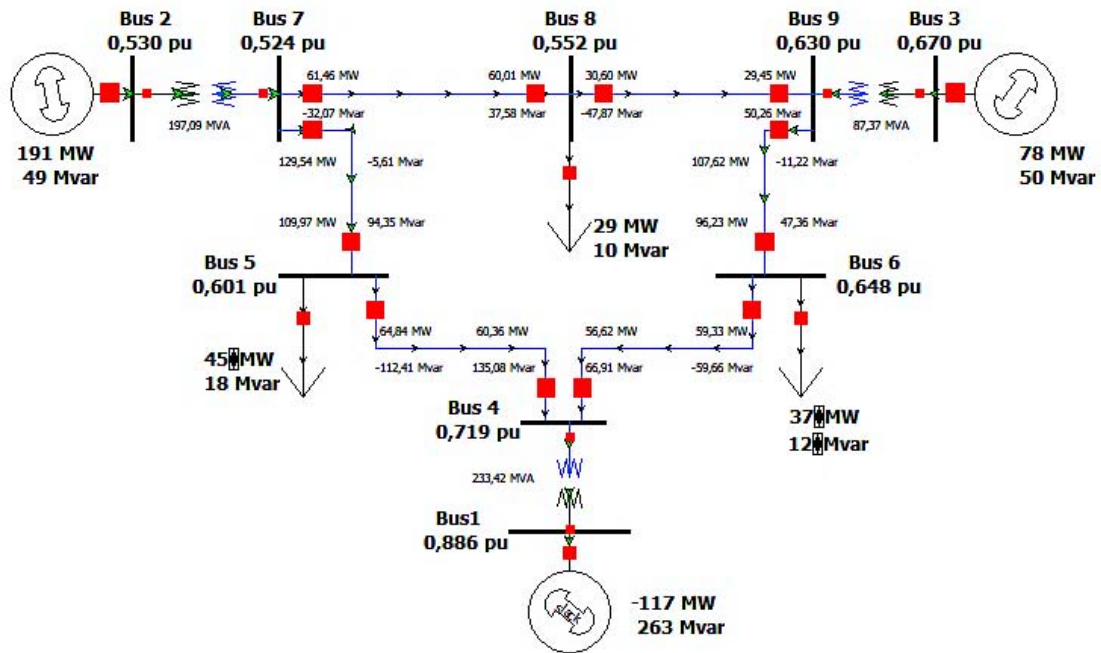 Bus 2
0,530 pu
Bus 7
0,524 pu
Bus 8
0,552 pu
Bus 9
0,630 pu
Bus 3
0,670 pu
61,46 MW
60,01 MW
30,60 MW
29,45 MW
-32,07 Mvar
37,58 Mvar
-47,87 Mvar
50,26 Mvar
197,09 MVA
87,37 MVA
191 MW
49 Mvar
129,54 MW
-5,61 Mvar
107,62 MW
-11,22 Mvar
78 MW
50 Mvar
109,97 MW
94,35 Mvar
29 MW
10 Mvar
96,23 MW
47,36 Mvar
Bus 5
0,601 pu
Bus 6
0,648 pu
64,84 MW
60,36 MW
56,62 MW
59,33 MW
45 MW
18 Mvar
-112,41 Mvar
135,08 Mvar
66,91 Mvar
-59,66 Mvar
37 MW
12 Mvar
Bus 4
0,719 pu
233,42 MVA
Bus1
0,886 pu
slack
-117 MW
263 Mvar